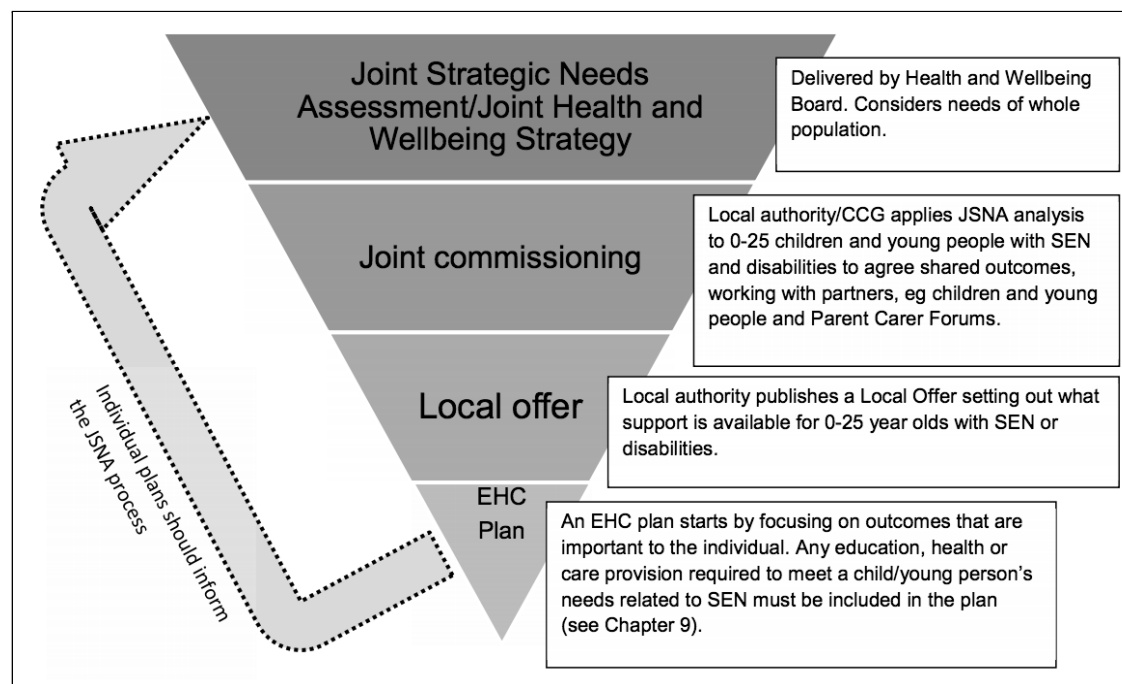 Joint Strategic Needs
Assessment/Joint Health and
Wellbeing Strategy
Delivered by Health and Wellbeing
Board. Considers needs of whole
population.
Joint commissioning
Local authority/CCG applies JSNA analysis
to 0-25 children and young people with SEN
and disabilities to agree shared outcomes,
working with partners, eg children and young
people and Parent Carer Forums.
Local offer
Local authority publishes a Local Offer setting out what
support is available for 0-25 year olds with SEN or
disabilities.
EHC
Plan
An EHC plan starts by focusing on outcomes that are
important to the individual. Any education, health or
care provision required to meet a child/young person’s
needs related to SEN must be included in the plan
(see Chapter 9).
Individual plans should inform
the JSNA process